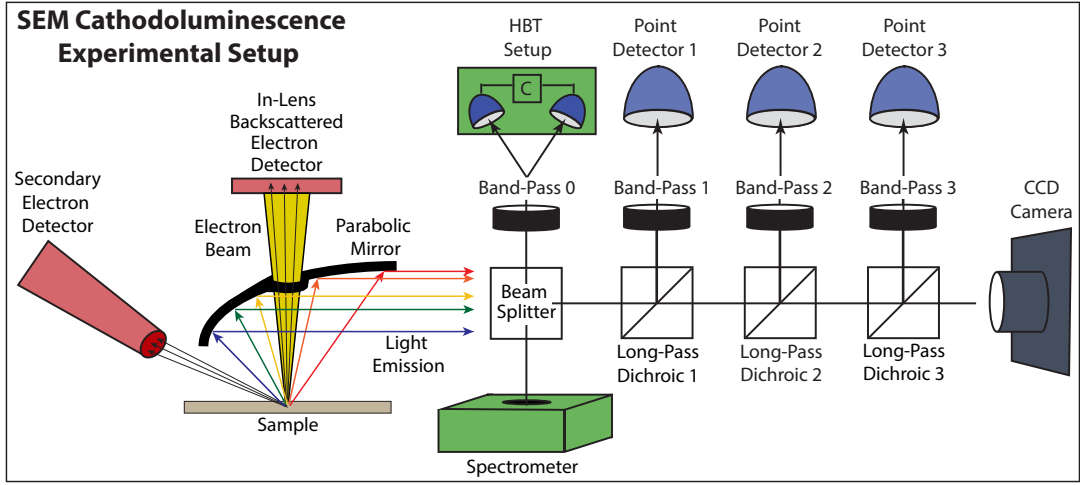 SEM Cathodoluminescence
Experimental Setup
In-Lens
Backscattered
Electron
Detector
Secondary
Electron
Detector
Electron
Beam
Parabolic
Mirror
Light
Emission
Sample
HBT
Setup
C
Point
Detector 1
Point
Detector 2
Point
Detector 3
Band-Pass 0
Band-Pass 1
Band-Pass 2
Band-Pass 3
CCD
Camera
Beam
Splitter
Long-Pass
Dichroic 1
Long-Pass
Dichroic 2
Long-Pass
Dichroic 3
Spectrometer